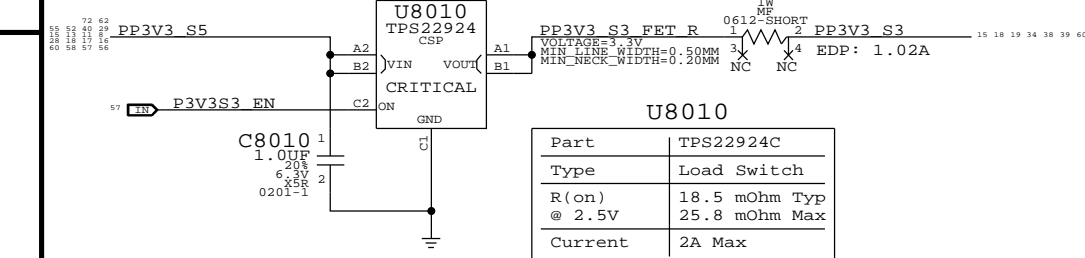 72 62
55 52 40 29
15 13 11 8
28 18 17 16
60 58 57 56
PP3V3_S5
U8010
TPS22924
CSP
A2
B2
VIN
VOUT
A1
B1
CRITICAL
C2
ON
GND
C1
57
IN
P3V3S3_EN
C8010
1
1.0UF
20%
6.3V
X5R
0201-1
2
PP3V3_S3_FET_R
VOLTAGE=3.3V
MIN_LINE_WIDTH=0.50MM
MIN_NECK_WIDTH=0.20MM
1W
MF
0612-SHORT
1
2
3
4
NC
NC
PP3V3_S3
EDP: 1.02A
15 18 19 34 38 39 60
U8010
Part TPS22924C
Type Load Switch
R(on) 18.5 mOhm Typ
@ 2.5V 25.8 mOhm Max
Current 2A Max